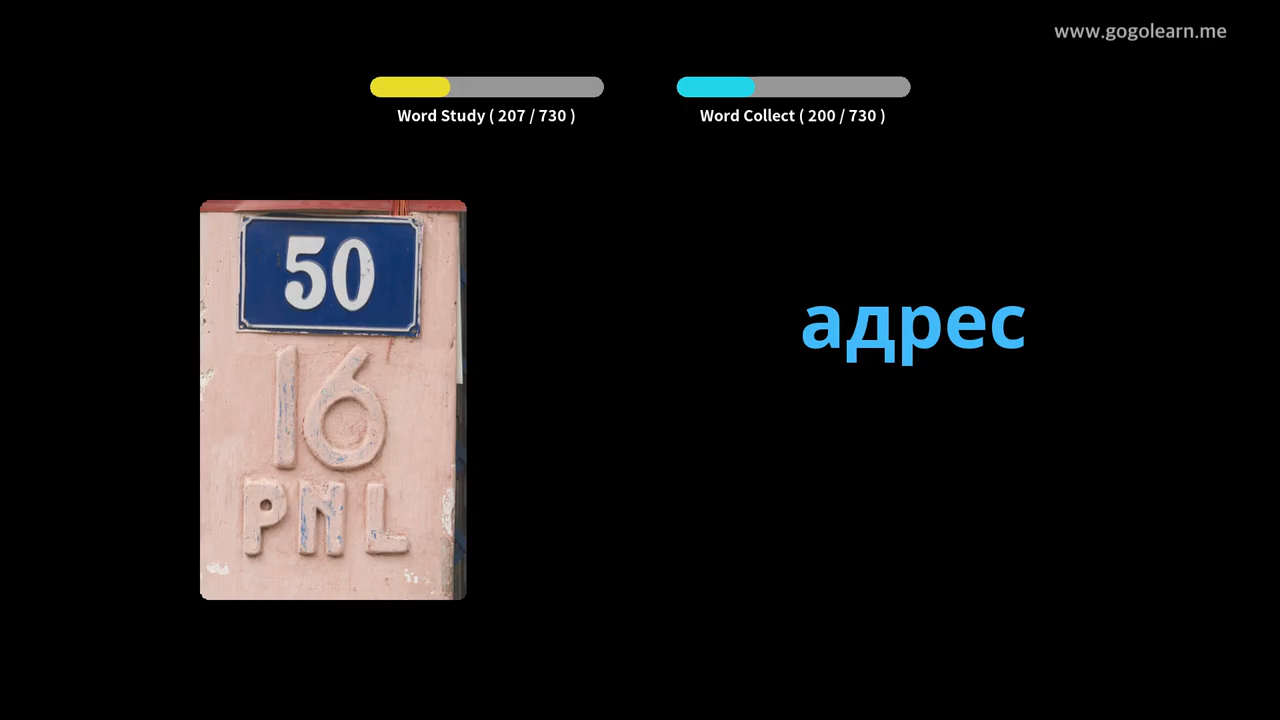 www.gogolearn.me
Word Study ( 207 / 730 )
Word Collect ( 200 / 730 )
50
16
PNL
адрес